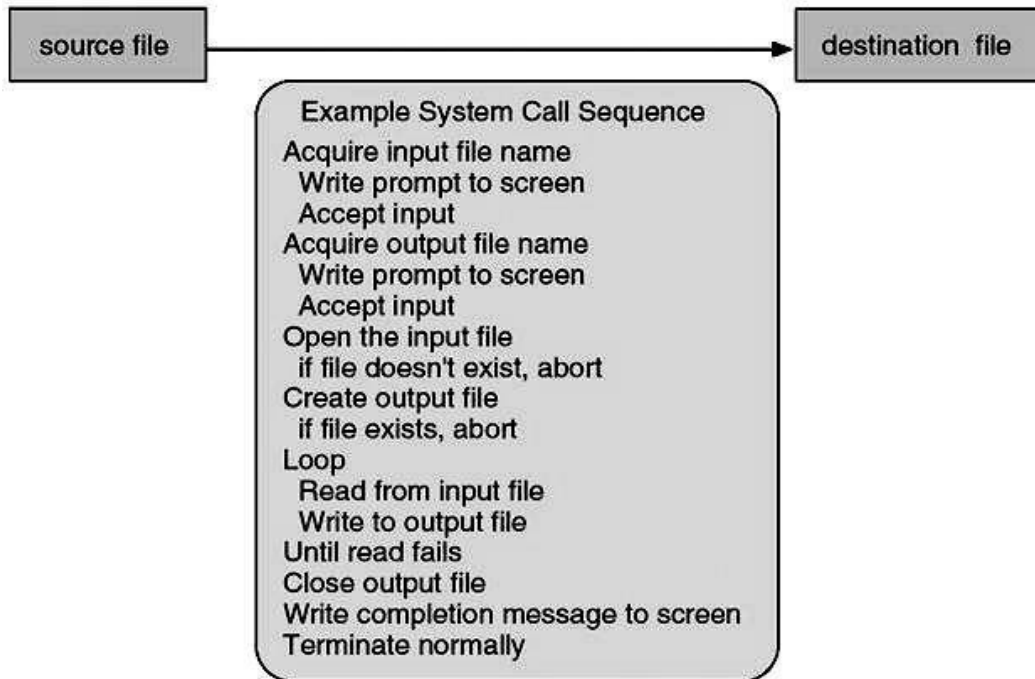 source file
destination file
Example System Call Sequence
Acquire input file name
Write prompt to screen
Accept input
Acquire output file name
Write prompt to screen
Accept input
Open the input file
if file doesn't exist, abort
Create output file
if file exists, abort
Loop
Read from input file
Write to output file
Until read fails
Close output file
Write completion message to screen
Terminate normally